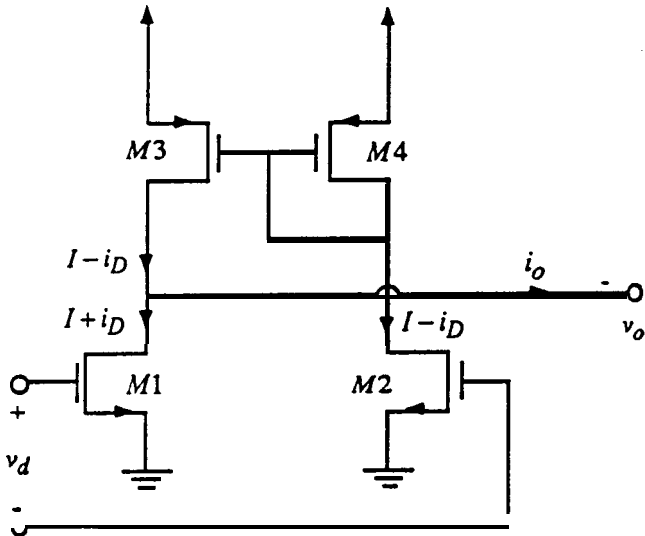 M3
M4
I − i_D
i_o
-
v_o
I + i_D
I − i_D
M1
M2
+
v_d
-